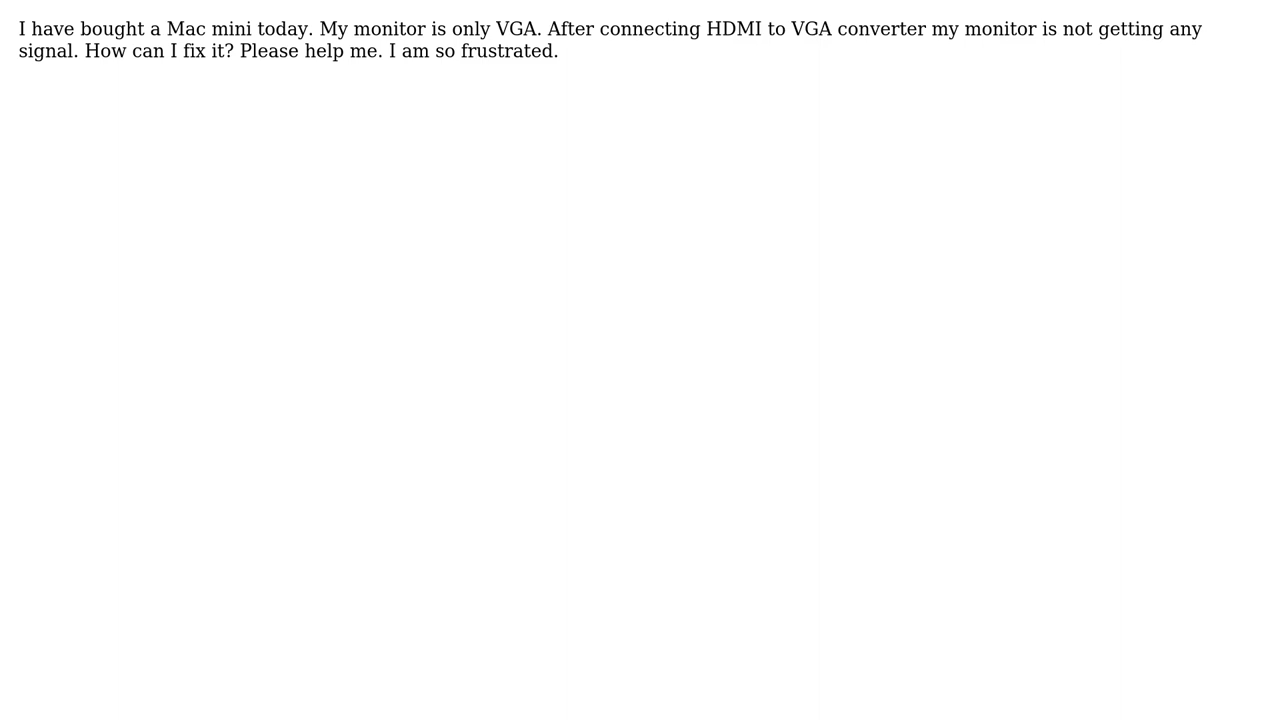 I have bought a Mac mini today. My monitor is only VGA. After connecting HDMI to VGA converter my monitor is not getting any
signal. How can I fix it? Please help me. I am so frustrated.